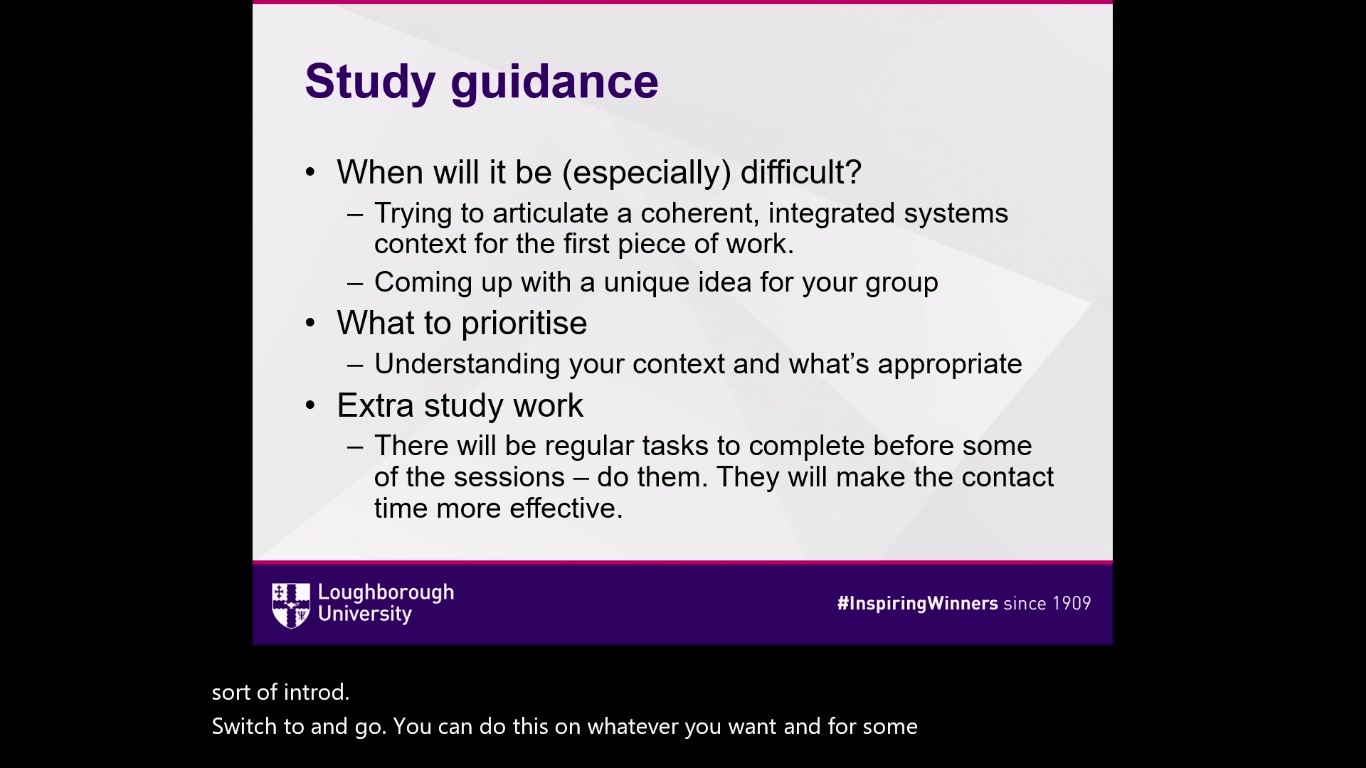 Study guidance
• When will it be (especially) difficult?
– Trying to articulate a coherent, integrated systems
context for the first piece of work.
– Coming up with a unique idea for your group
• What to prioritise
– Understanding your context and what’s appropriate
• Extra study work
– There will be regular tasks to complete before some
of the sessions – do them. They will make the contact
time more effective.
Loughborough
University
#InspiringWinners since 1909
sort of introd.
Switch to and go. You can do this on whatever you want and for some